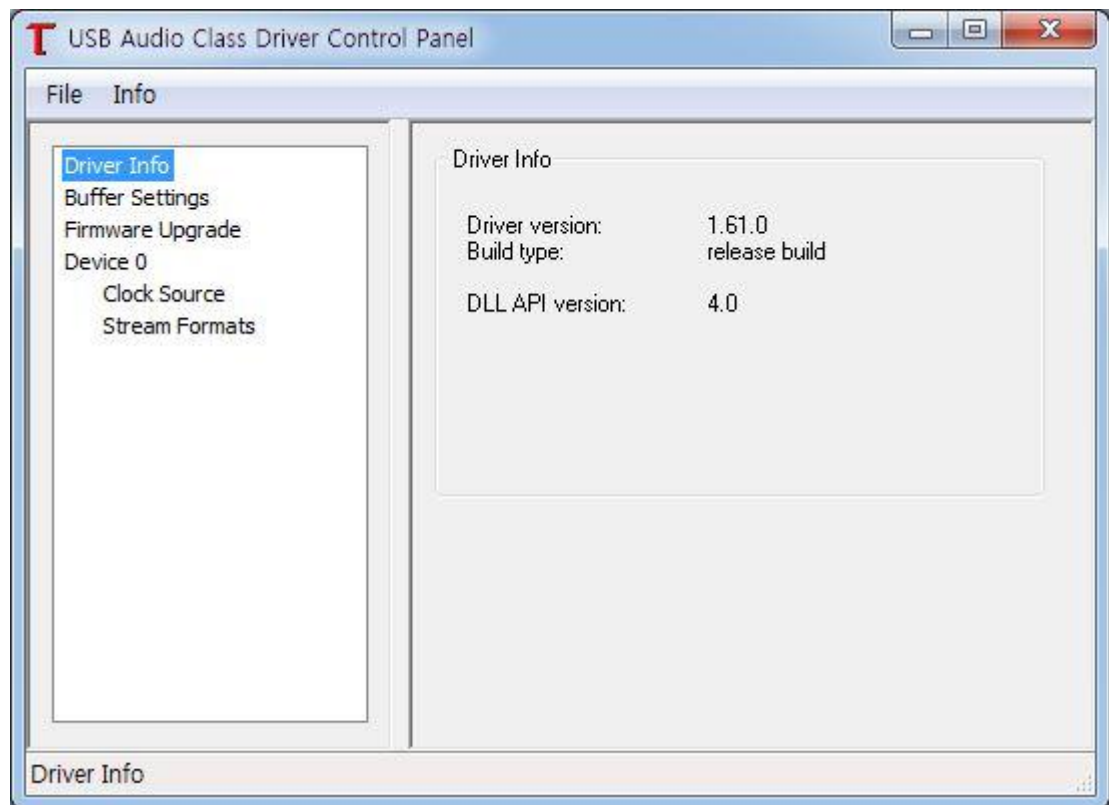 USB Audio Class Driver Control Panel
File Info
Driver Info
Buffer Settings
Firmware Upgrade
Device 0
Clock Source
Stream Formats
Driver Info
Driver version: 1.61.0
Build type: release build
DLL API version: 4.0
Driver Info